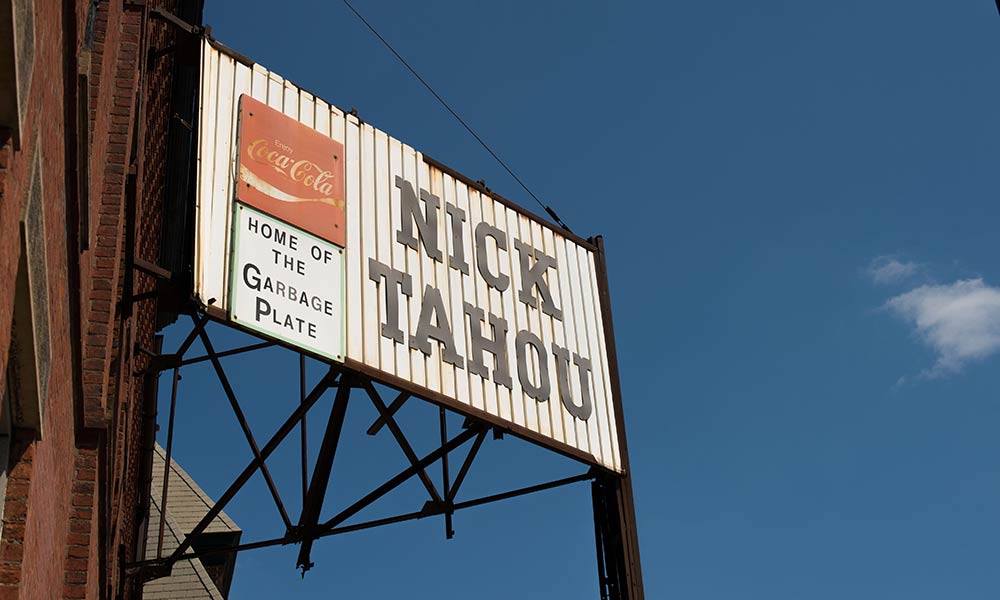 Enjoy
Coca-Cola
HOME OF
THE
GARBAGE
PLATE
NICK
TAHOU